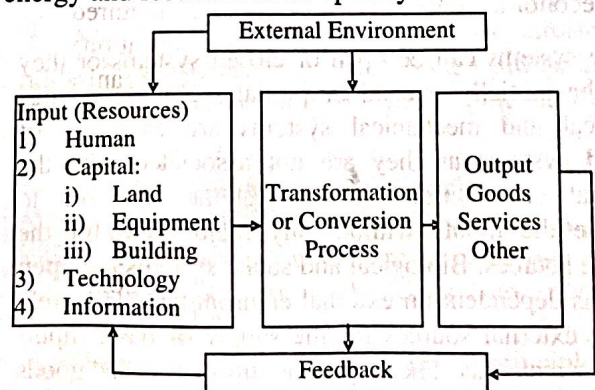 External Environment
Input (Resources)
1) Human
2) Capital:
i) Land
ii) Equipment
iii) Building
3) Technology
4) Information
Transformation
or Conversion
Process
Output
Goods
Services
Other
Feedback